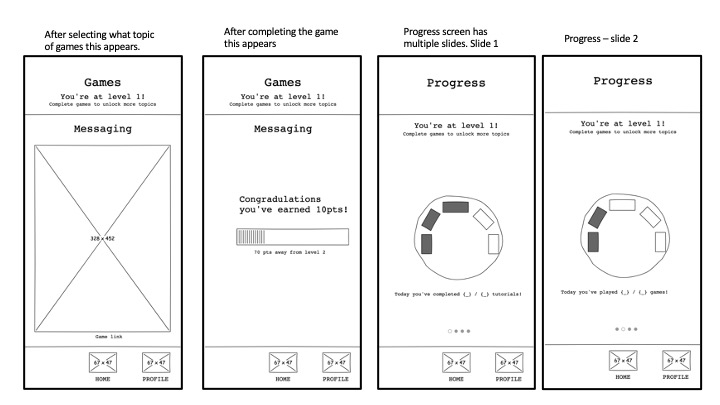 After selecting what topic
of games this appears.
Games
You're at level 1!
Complete games to unlock more topics
Messaging
328 × 452
Game link
67 × 47
67 × 47
HOME
PROFILE
After completing the game
this appears
Games
You're at level 1!
Complete games to unlock more topics
Messaging
Congradulations
you've earned 10pts!
70 pts away from level 2
67 × 47
67 × 47
HOME
PROFILE
Progress screen has
multiple slides. Slide 1
Progress
You're at level 1!
Complete games to unlock more topics
Today you've completed (_) / (_) tutorials!
67 × 47
67 × 47
HOME
PROFILE
Progress – slide 2
Progress
You're at level 1!
Complete games to unlock more topics
Today you've played (_) / (_) games!
67 × 47
67 × 47
HOME
PROFILE